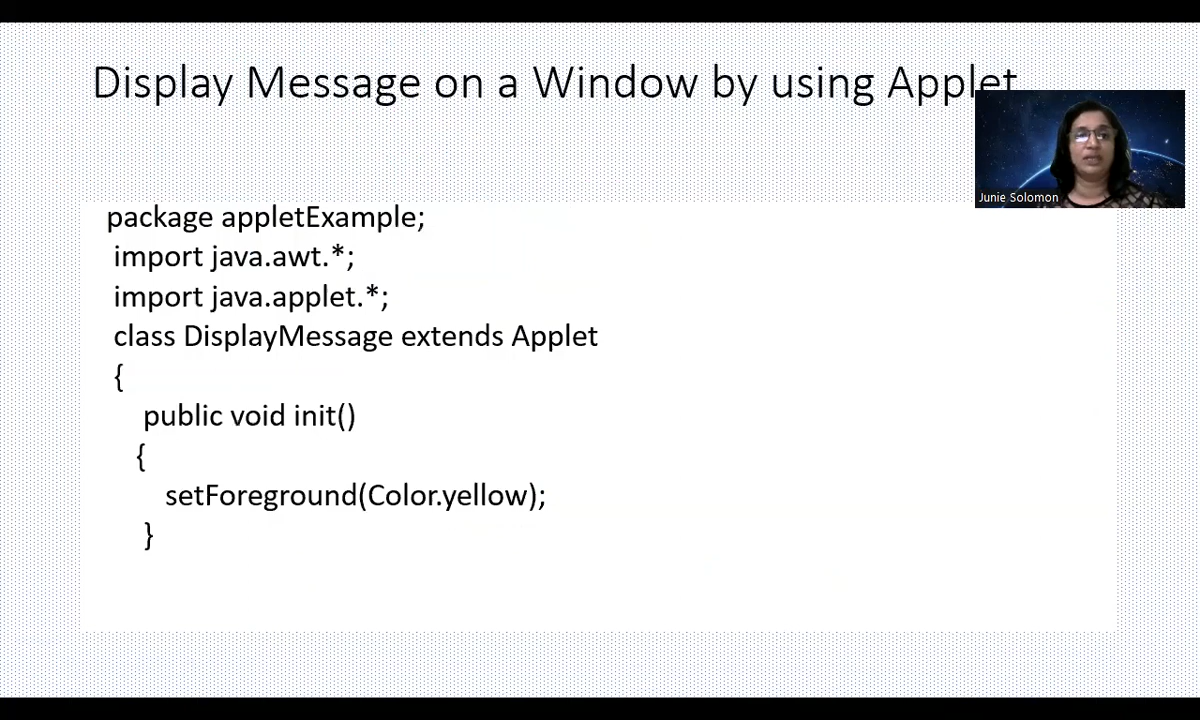 Display Message on a Window by using Applet
Junie Solomon
package appletExample;
import java.awt.*;
import java.applet.*;
class DisplayMessage extends Applet
{
public void init()
{
setForeground(Color.yellow);
}